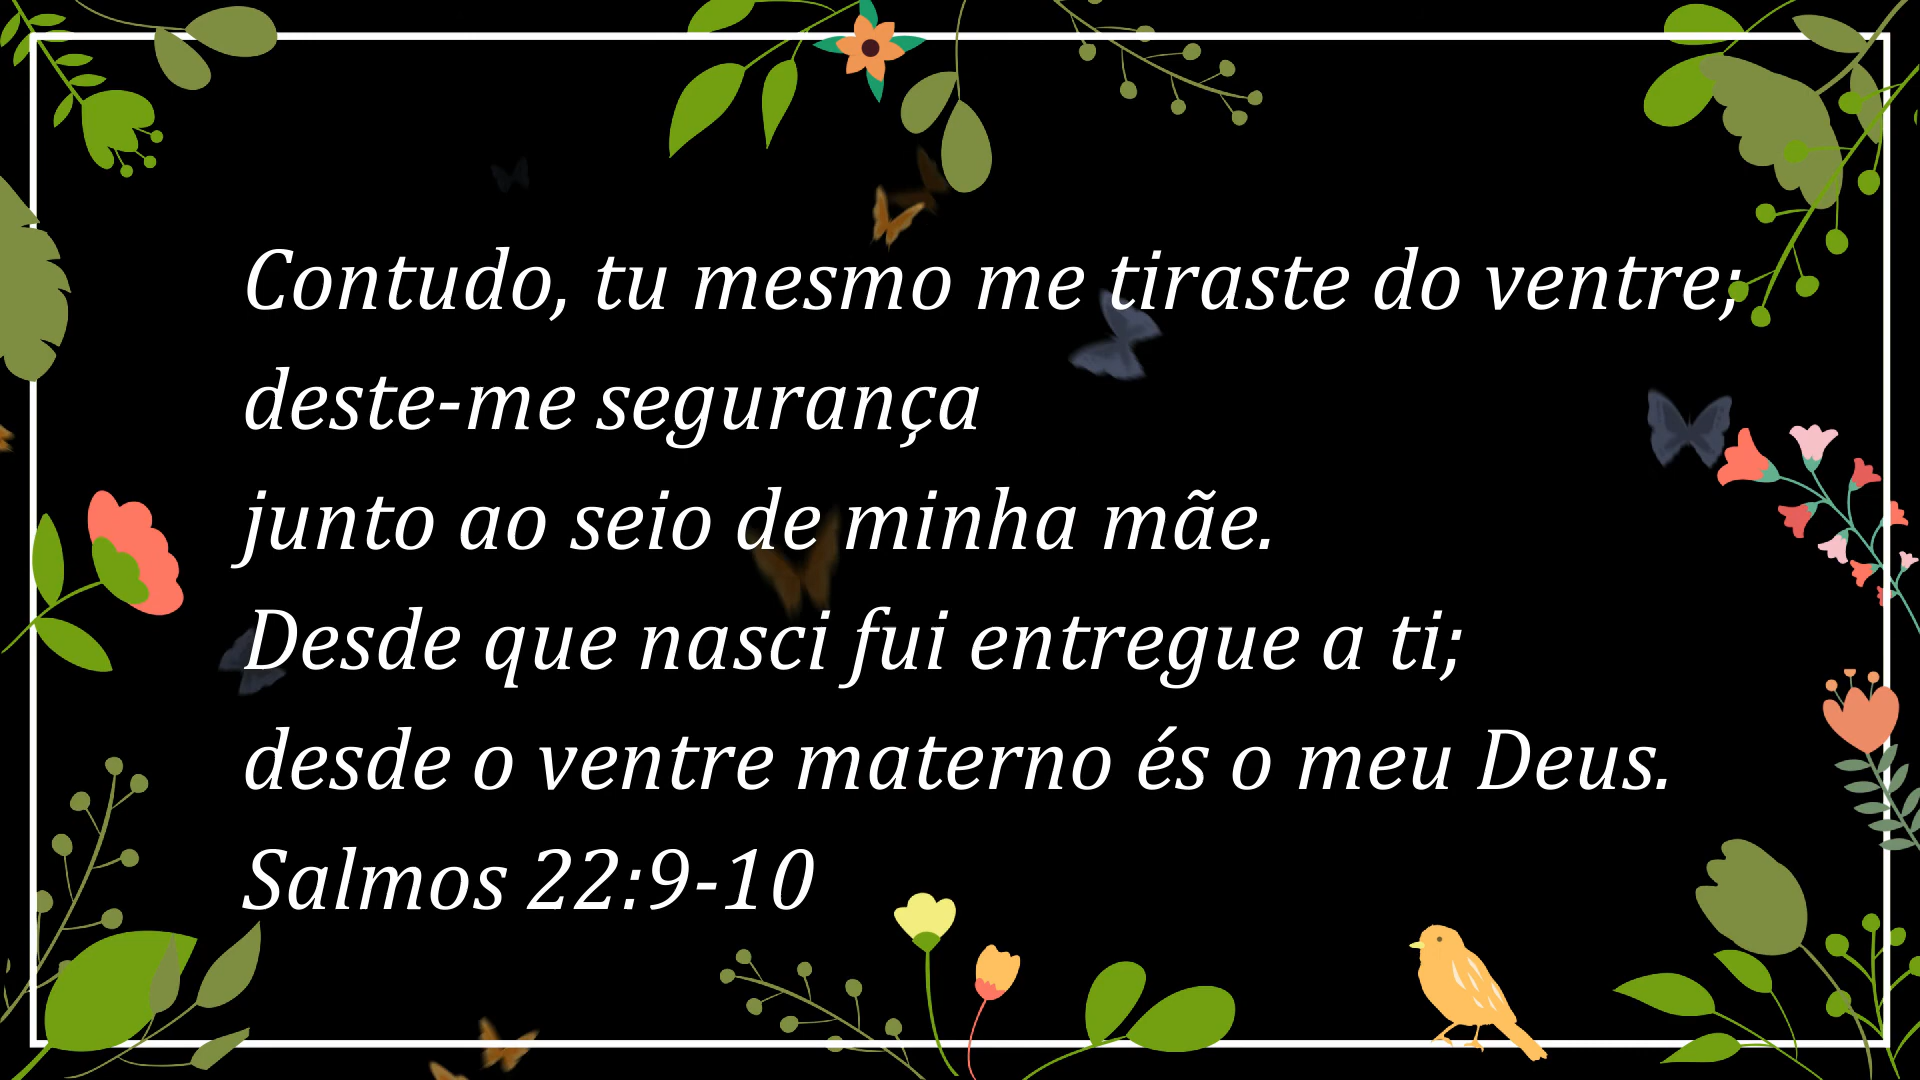 Contudo, tu mesmo me tiraste do ventre;
deste-me segurança
junto ao seio de minha mãe.
Desde que nasci fui entregue a ti;
desde o ventre materno és o meu Deus.
Salmos 22:9-10